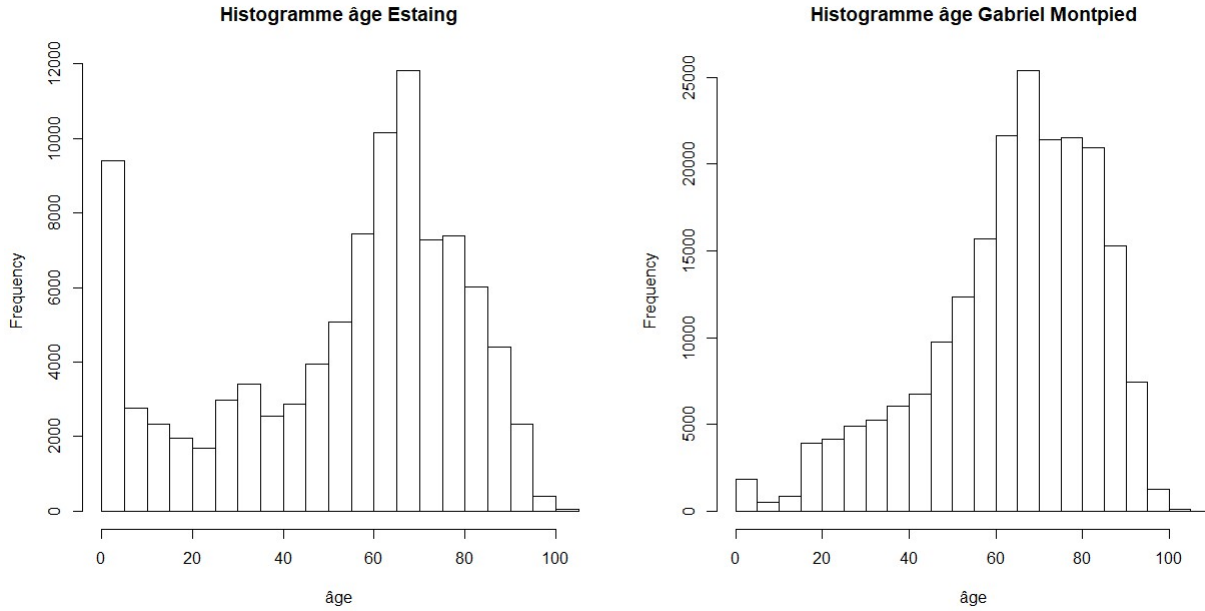 Histogramme âge Estaing
Frequency
12000
10000
8000
6000
4000
2000
0
0 20 40 60 80 100
âge
Histogramme âge Gabriel Montpied
Frequency
25000
20000
15000
10000
5000
0
0 20 40 60 80 100
âge